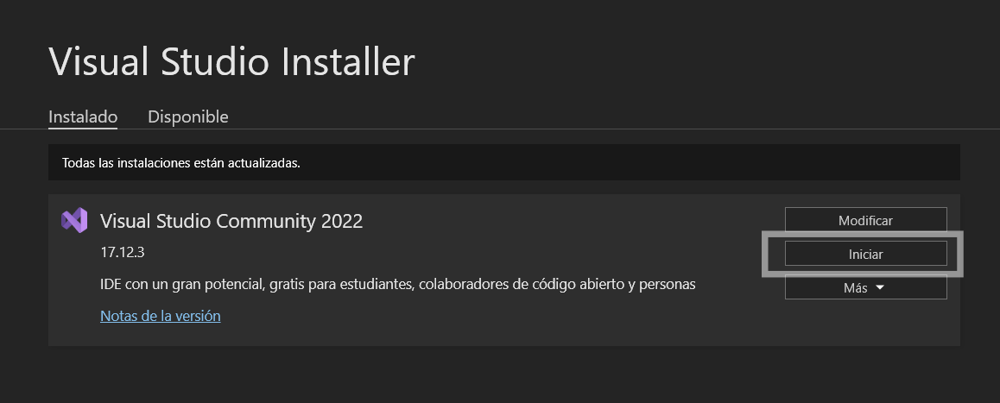 Visual Studio Installer
Instalado Disponible
Todas las instalaciones están actualizadas.
Visual Studio Community 2022
Modificar
17.12.3
Iniciar
IDE con un gran potencial, gratis para estudiantes, colaboradores de código abierto y personas
Más
Notas de la versión